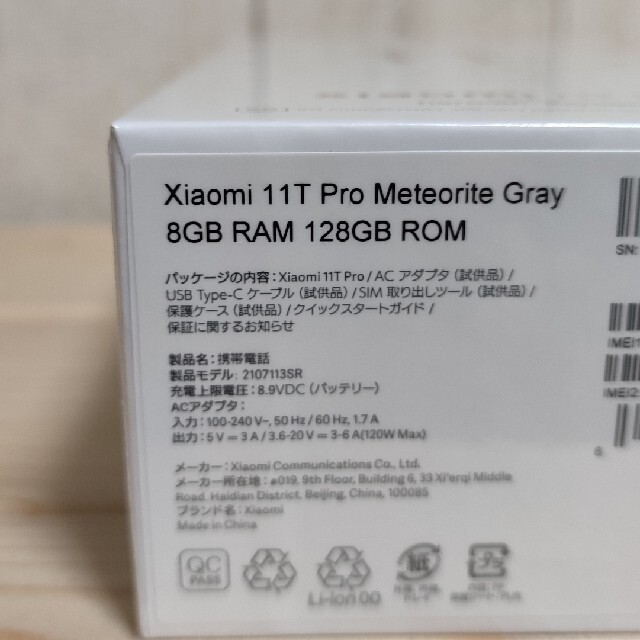 Xiaomi 11T Pro Meteorite Gray
8GB RAM 128GB ROM
パッケージの内容：Xiaomi 11T Pro / AC アダプタ（試供品）/
USB Type-C ケーブル（試供品）/ SIM 取り出しツール（試供品）/
保護ケース（試供品）/ クイックスタートガイド /
保証に関するお知らせ
製品名：携帯電話
製品モデル: 2107113SR
充電上限電圧：8.9VDC（バッテリー）
ACアダプタ：
入力：100-240 V~, 50 Hz / 60 Hz, 1.7 A
出力：5 V = 3 A / 3.6-20 V = 3-6 A (120W Max)
メーカー：Xiaomi Communications Co., Ltd.
メーカー所在地：#019, 9th Floor, Building 6, 33 Xi'erqi Middle
Road, Haidian District, Beijing, China, 100085
ブランド名：Xiaomi
Made in China
QC
PASS
Li-ion 00
紙
SN:
IMEI1
IMEI2: